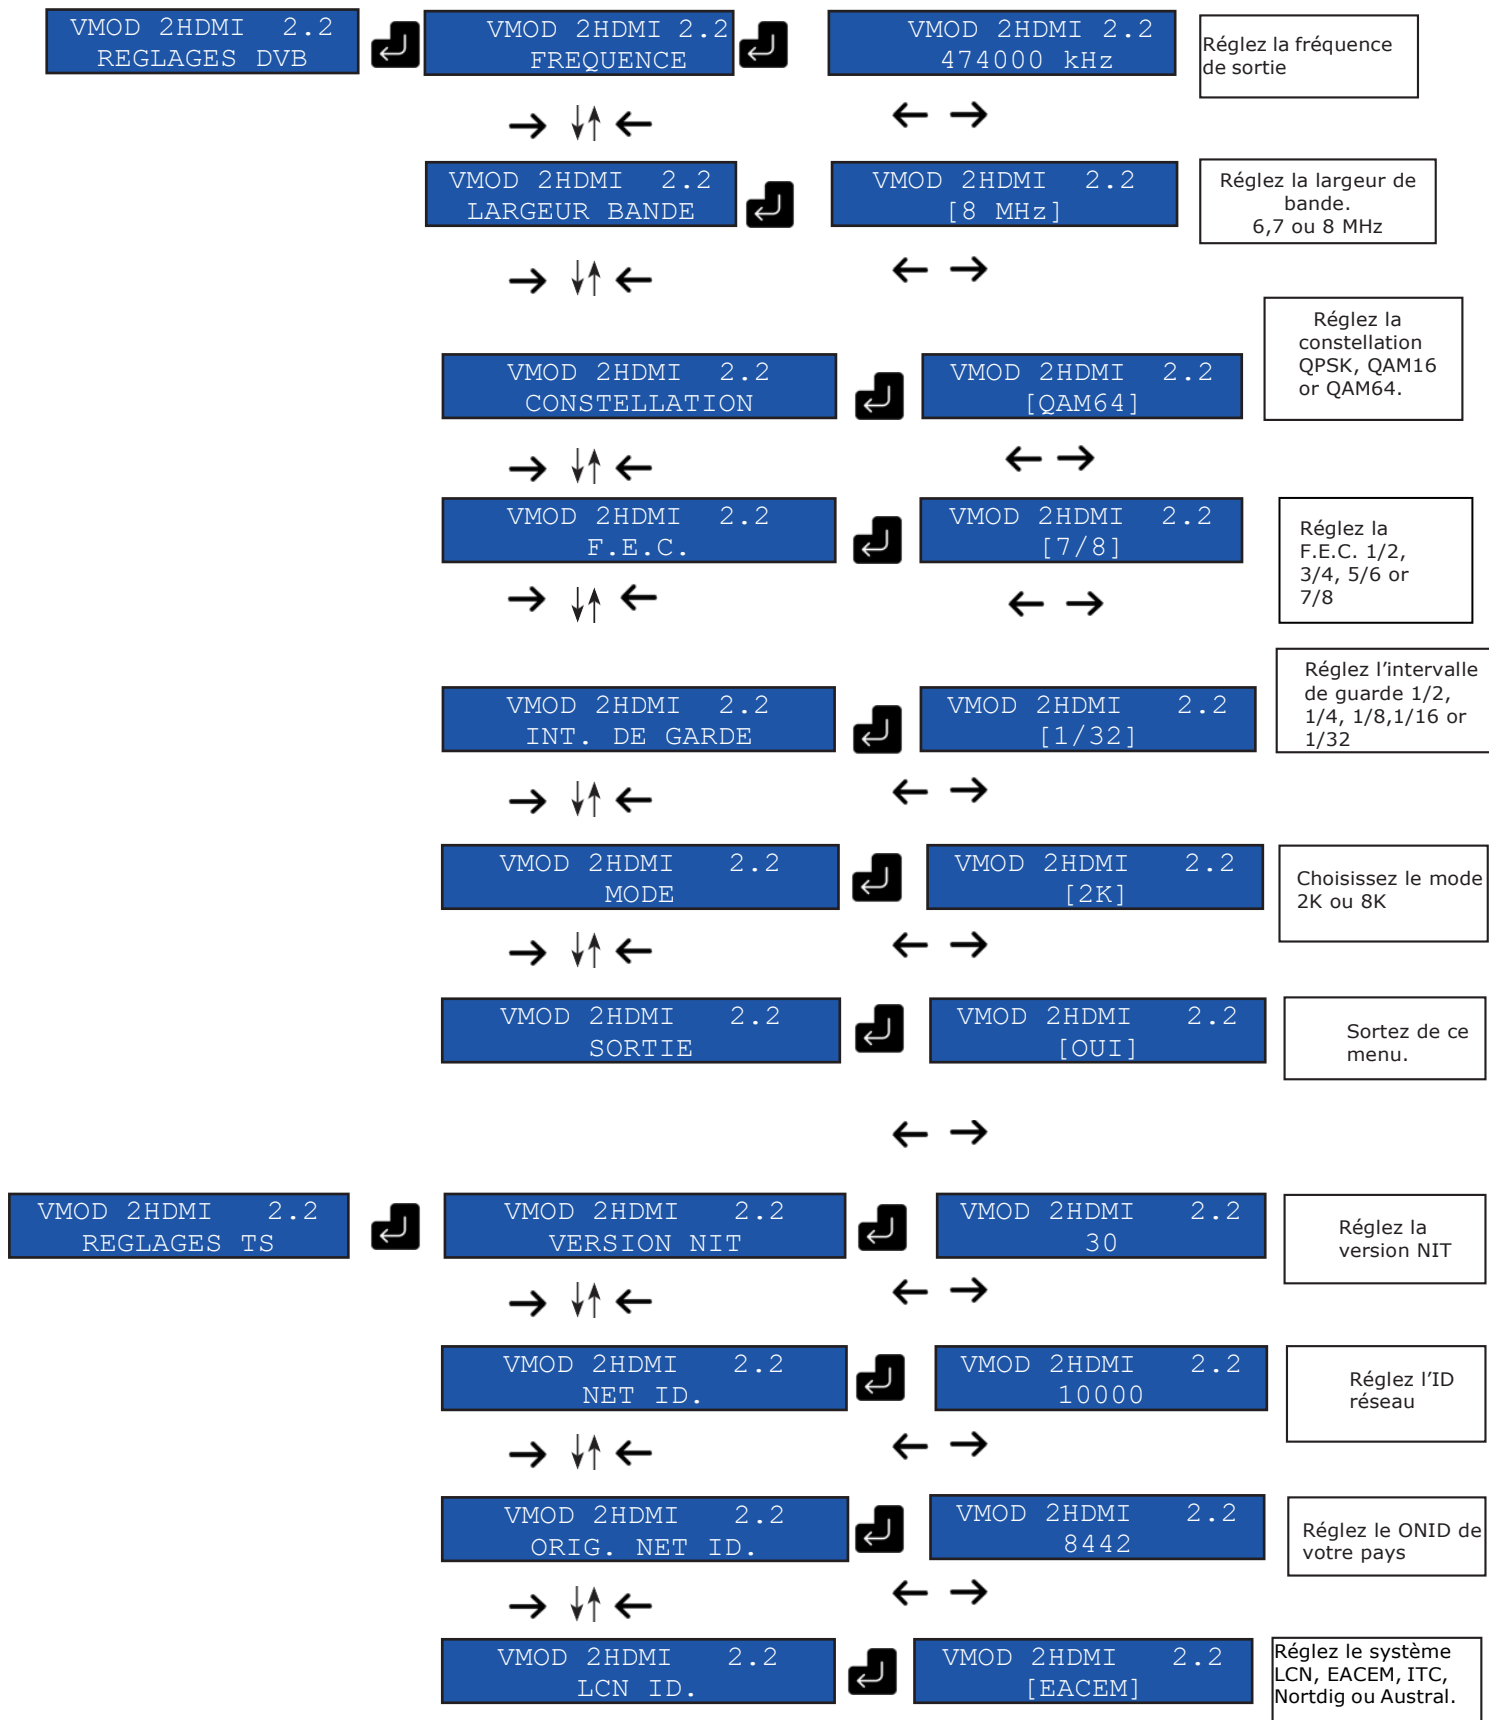 VMOD 2HDMI 2.2
REGLAGES DVB
VMOD 2HDMI 2.2
FREQUENCE
VMOD 2HDMI 2.2
474000 kHz
Réglez la fréquence
de sortie
VMOD 2HDMI 2.2
LARGEUR BANDE
VMOD 2HDMI 2.2
[8 MHz]
Réglez la largeur de
bande.
6,7 ou 8 MHz
VMOD 2HDMI 2.2
CONSTELLATION
VMOD 2HDMI 2.2
[QAM64]
Réglez la
constellation
QPSK, QAM16
or QAM64.
VMOD 2HDMI 2.2
F.E.C.
VMOD 2HDMI 2.2
[7/8]
Réglez la
F.E.C. 1/2,
3/4, 5/6 or
7/8
VMOD 2HDMI 2.2
INT. DE GARDE
VMOD 2HDMI 2.2
[1/32]
Réglez l’intervalle
de guarde 1/2,
1/4, 1/8,1/16 or
1/32
VMOD 2HDMI 2.2
MODE
VMOD 2HDMI 2.2
[2K]
Choisissez le mode
2K ou 8K
VMOD 2HDMI 2.2
SORTIE
VMOD 2HDMI 2.2
[OUI]
Sortez de ce
menu.
VMOD 2HDMI 2.2
REGLAGES TS
VMOD 2HDMI 2.2
VERSION NIT
VMOD 2HDMI 2.2
30
Réglez la
version NIT
VMOD 2HDMI 2.2
NET ID.
VMOD 2HDMI 2.2
10000
Réglez l’ID
réseau
VMOD 2HDMI 2.2
ORIG. NET ID.
VMOD 2HDMI 2.2
8442
Réglez le ONID de
votre pays
VMOD 2HDMI 2.2
LCN ID.
VMOD 2HDMI 2.2
[EACEM]
Réglez le système
LCN, EACEM, ITC,
Nortdig ou Austral.